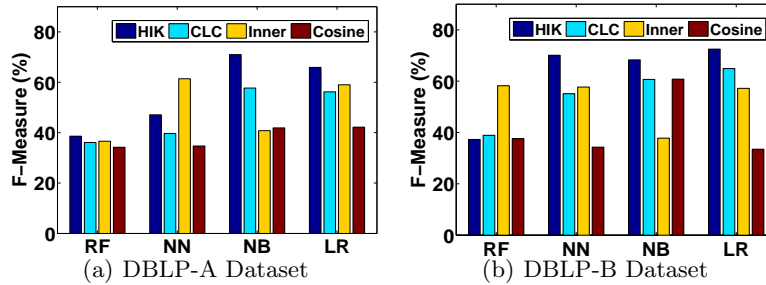 80
60
40
20
0
F-Measure (%)
HIK CLC Inner Cosine
RF NN NB LR
(a) DBLP-A Dataset
80
60
40
20
0
F-Measure (%)
HIK CLC Inner Cosine
RF NN NB LR
(b) DBLP-B Dataset